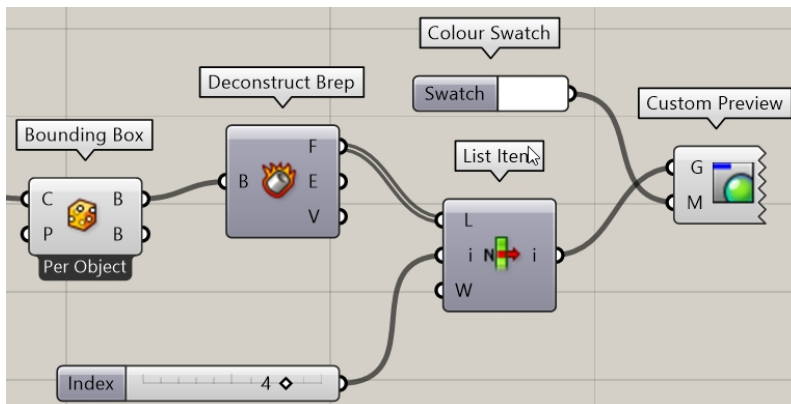 Colour Swatch
Swatch
Deconstruct Brep
Custom Preview
Bounding Box
List Item
F
B
E
V
C
B
P
B
Per Object
G
M
L
i
N
i
W
Index
4